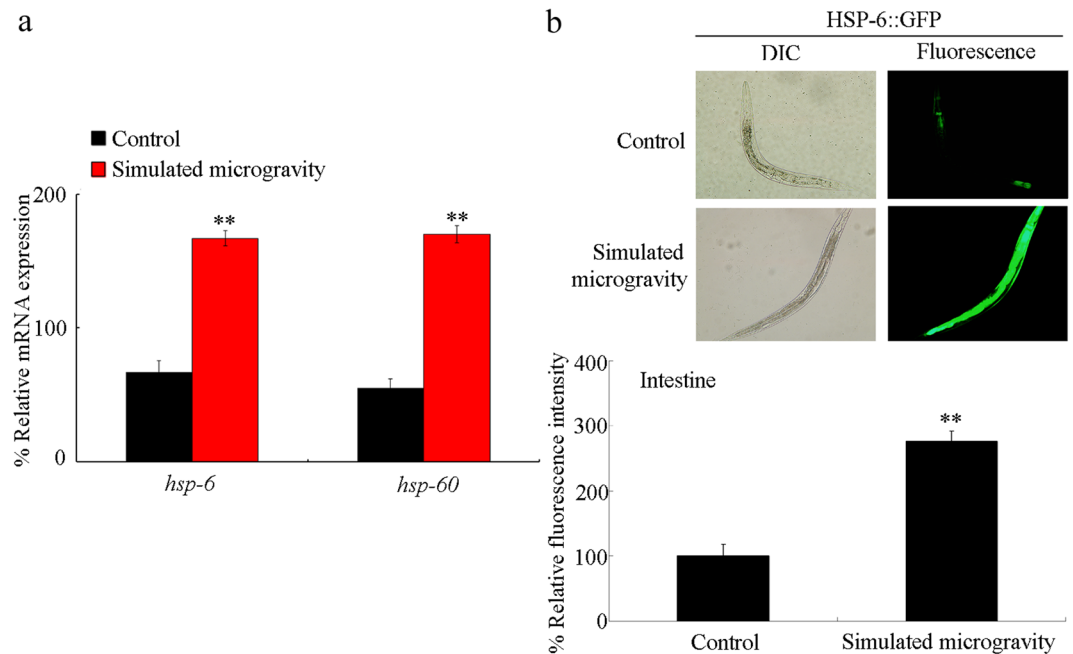 a
Control
Simulated microgravity
% Relative mRNA expression
200
100
0
**
**
hsp-6
hsp-60
b
HSP-6::GFP
DIC
Fluorescence
Control
Simulated
microgravity
% Relative fluorescence intensity
Intestine
400
300
200
100
0
**
Control
Simulated microgravity